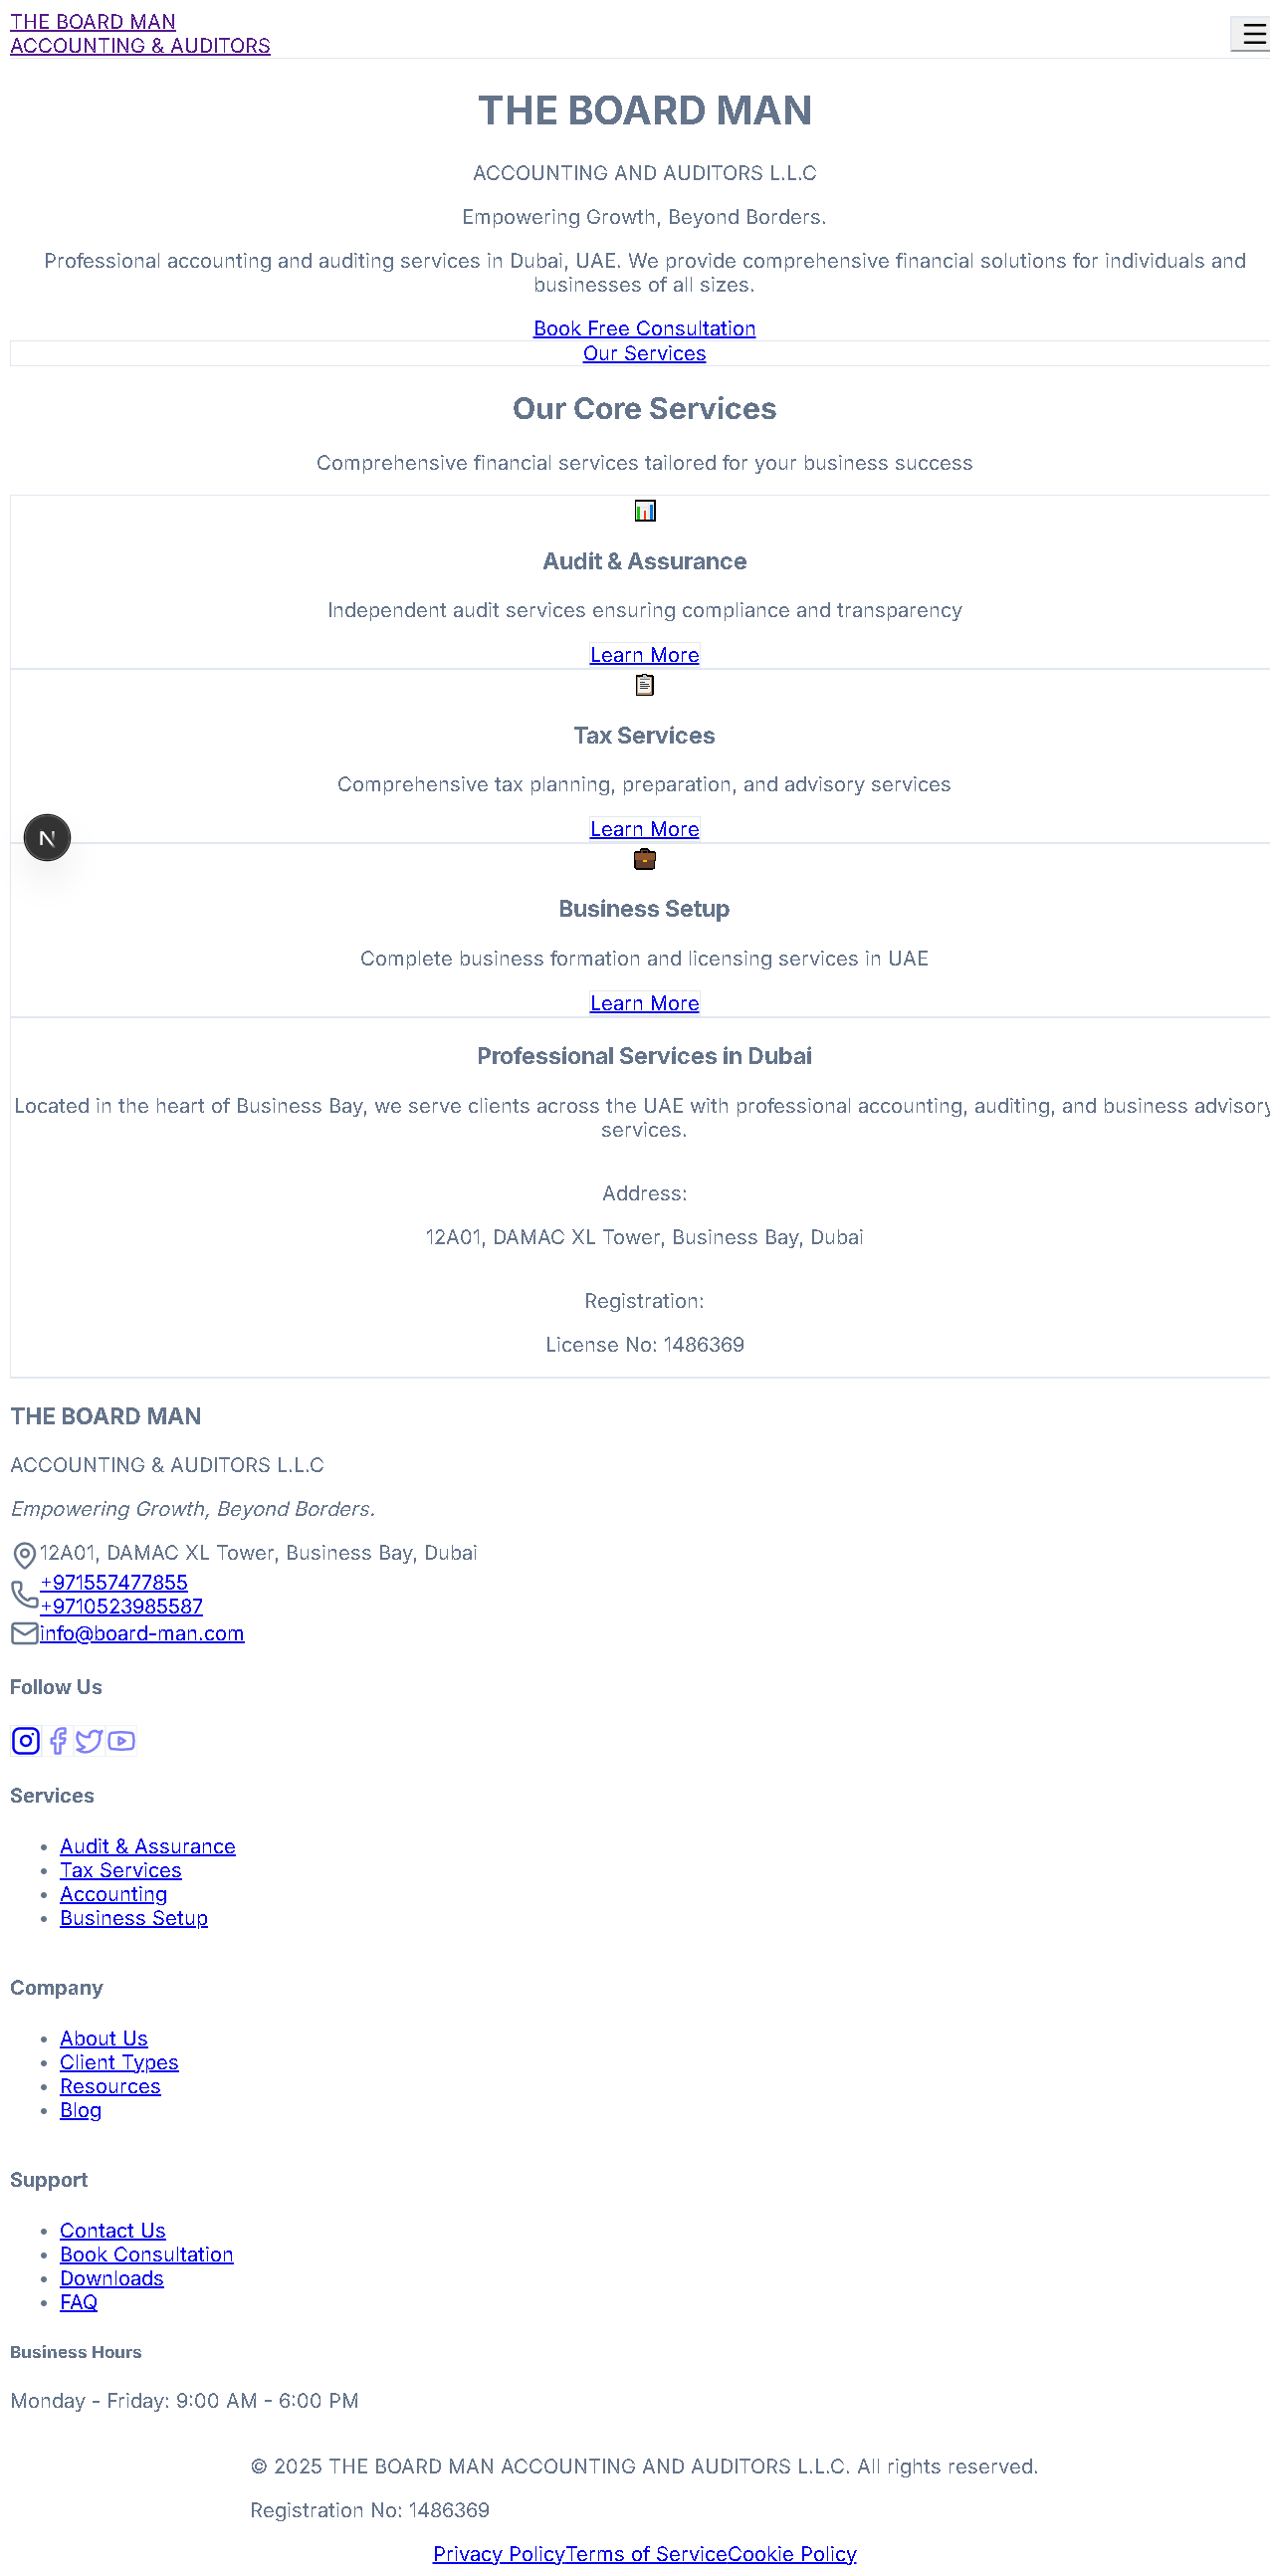 THE BOARD MAN
ACCOUNTING & AUDITORS
THE BOARD MAN
ACCOUNTING AND AUDITORS L.L.C
Empowering Growth, Beyond Borders.
Professional accounting and auditing services in Dubai, UAE. We provide comprehensive financial solutions for individuals and
businesses of all sizes.
Book Free Consultation
Our Services
Our Core Services
Comprehensive financial services tailored for your business success
Audit & Assurance
Independent audit services ensuring compliance and transparency
Learn More
Tax Services
Comprehensive tax planning, preparation, and advisory services
Learn More
N
Business Setup
Complete business formation and licensing services in UAE
Learn More
Professional Services in Dubai
Located in the heart of Business Bay, we serve clients across the UAE with professional accounting, auditing, and business advisory
services.
Address:
12A01, DAMAC XL Tower, Business Bay, Dubai
Registration:
License No: 1486369
THE BOARD MAN
ACCOUNTING & AUDITORS L.L.C
Empowering Growth, Beyond Borders.
12A01, DAMAC XL Tower, Business Bay, Dubai
+971557477855
+9710523985587
info@board-man.com
Follow Us
Services
• Audit & Assurance
• Tax Services
• Accounting
• Business Setup
Company
• About Us
• Client Types
• Resources
• Blog
Support
• Contact Us
• Book Consultation
• Downloads
• FAQ
Business Hours
Monday - Friday: 9:00 AM - 6:00 PM
© 2025 THE BOARD MAN ACCOUNTING AND AUDITORS L.L.C. All rights reserved.
Registration No: 1486369
Privacy PolicyTerms of ServiceCookie Policy